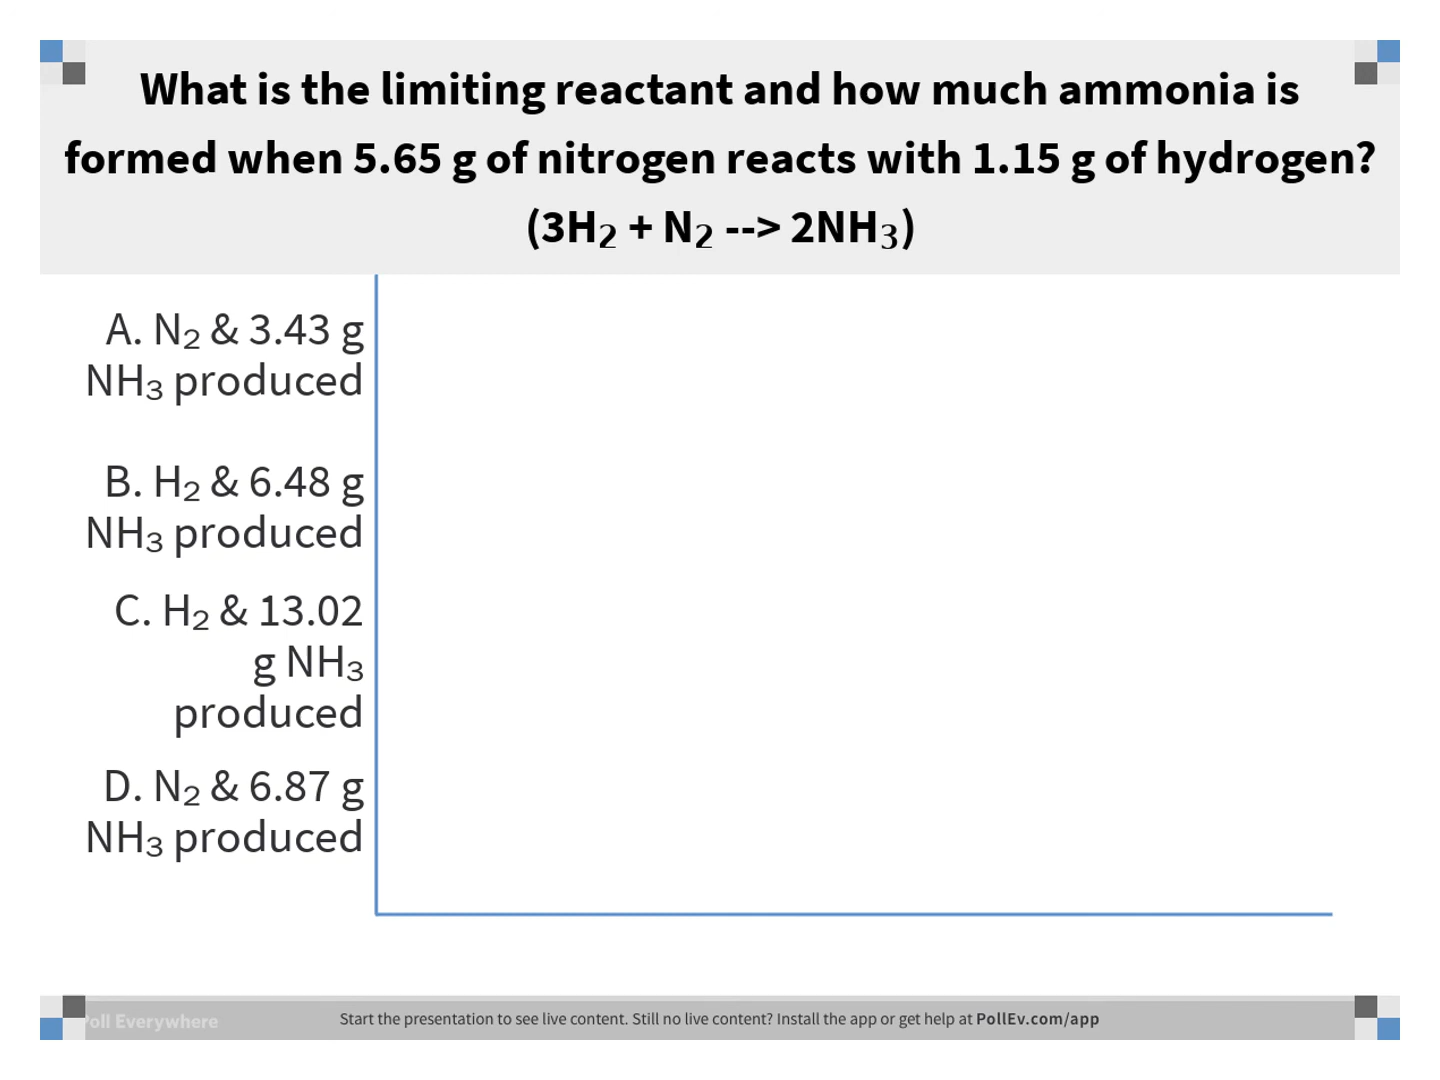 What is the limiting reactant and how much ammonia is
formed when 5.65 g of nitrogen reacts with 1.15 g of hydrogen?
(3H₂ + N₂ --> 2NH₃)
A. N₂ & 3.43 g
NH₃ produced
B. H₂ & 6.48 g
NH₃ produced
C. H₂ & 13.02
g NH₃
produced
D. N₂ & 6.87 g
NH₃ produced
Poll Everywhere
Start the presentation to see live content. Still no live content? Install the app or get help at PollEv.com/app